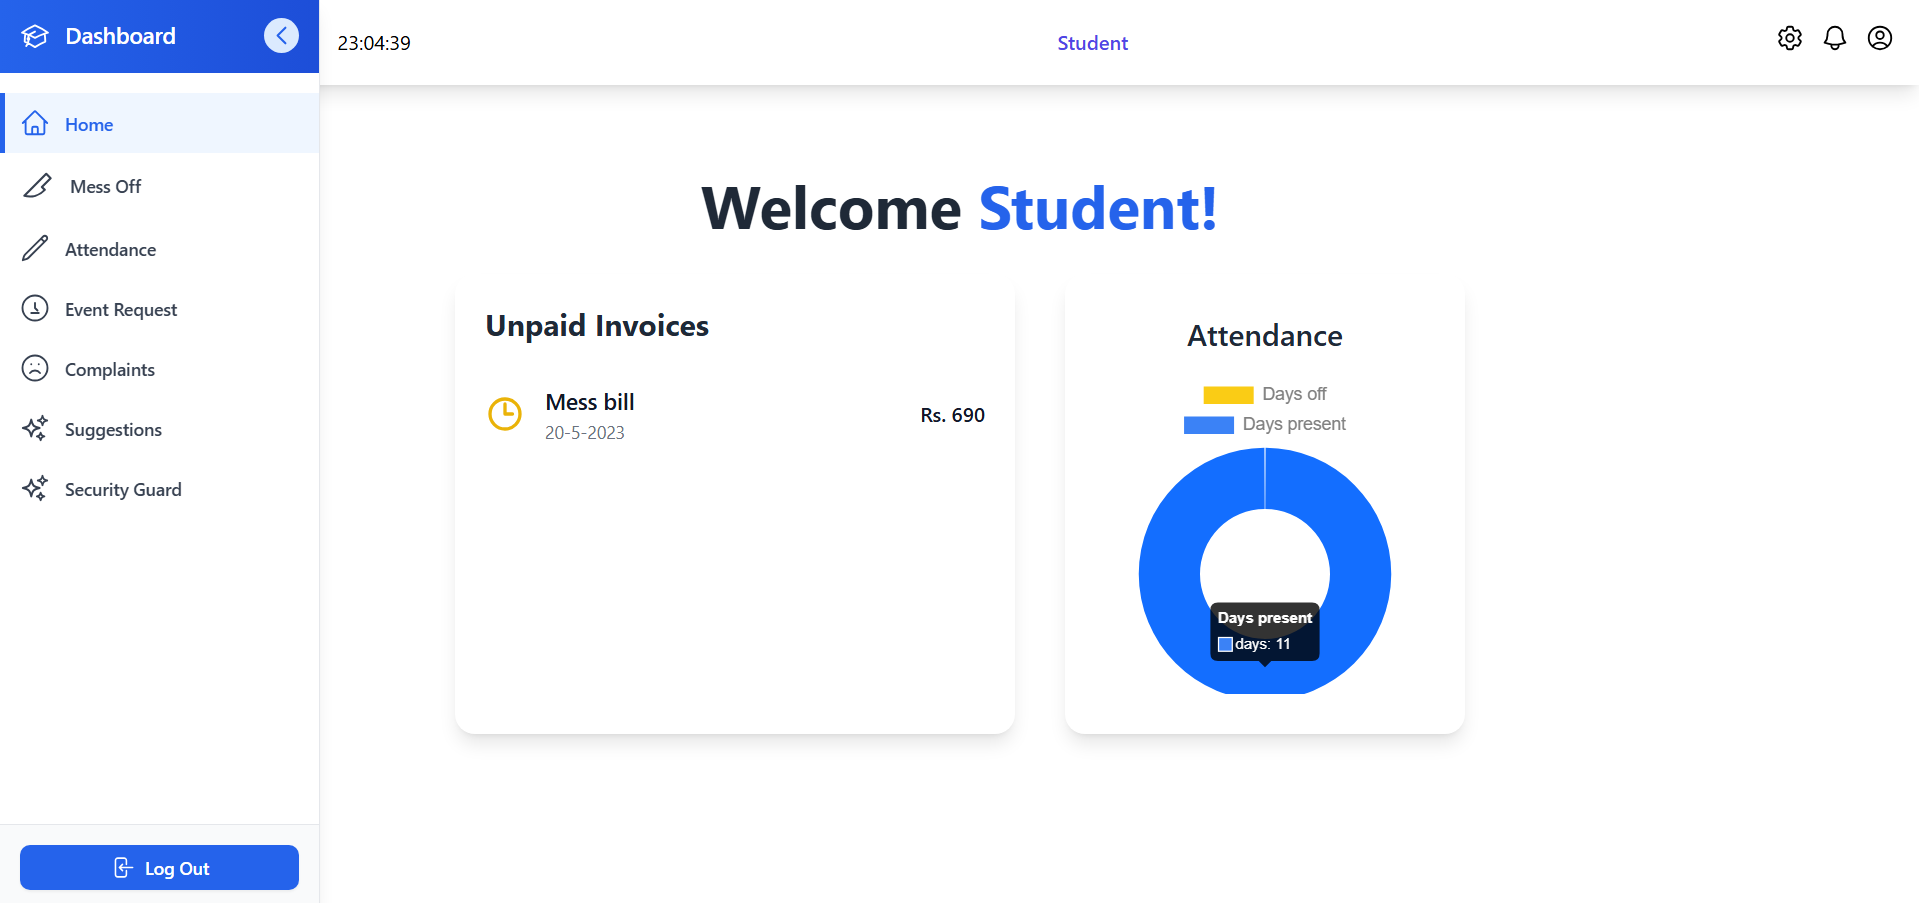 Dashboard
23:04:39
Student
Home
Mess Off
Attendance
Event Request
Complaints
Suggestions
Security Guard
Log Out
Welcome Student!
Unpaid Invoices
Mess bill
20-5-2023
Rs. 690
Attendance
Days off
Days present
Days present
days: 11